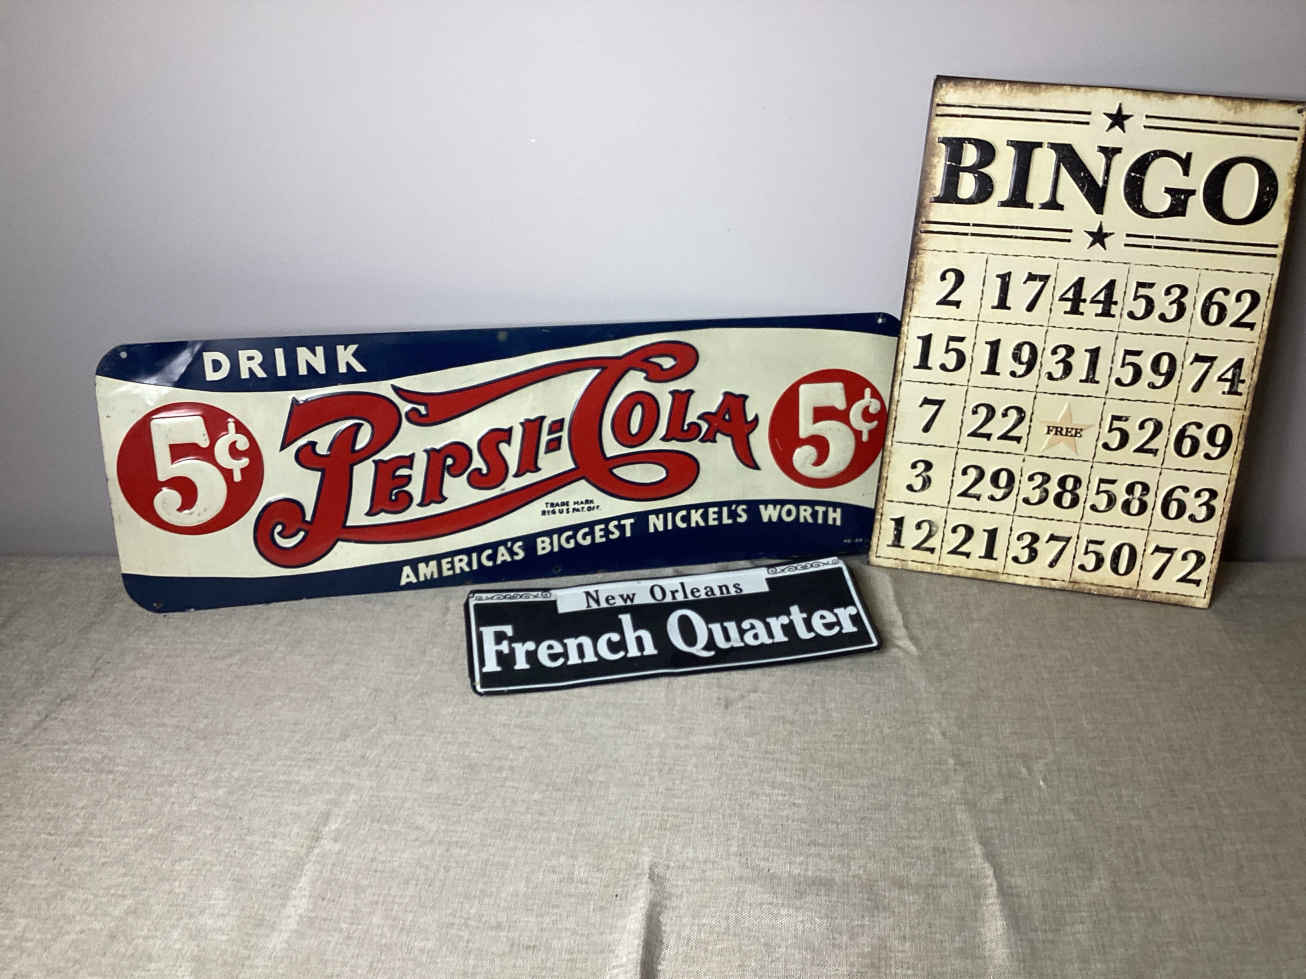 DRINK
PEPSI:COLA
5¢
5¢
TRADE MARK
REG U S PAT. OFF.
AMERICA'S BIGGEST NICKEL'S WORTH
New Orleans
French Quarter
BINGO
2 17 44 53 62
15 19 31 59 74
7 22 FREE 52 69
3 29 38 58 63
12 21 37 50 72